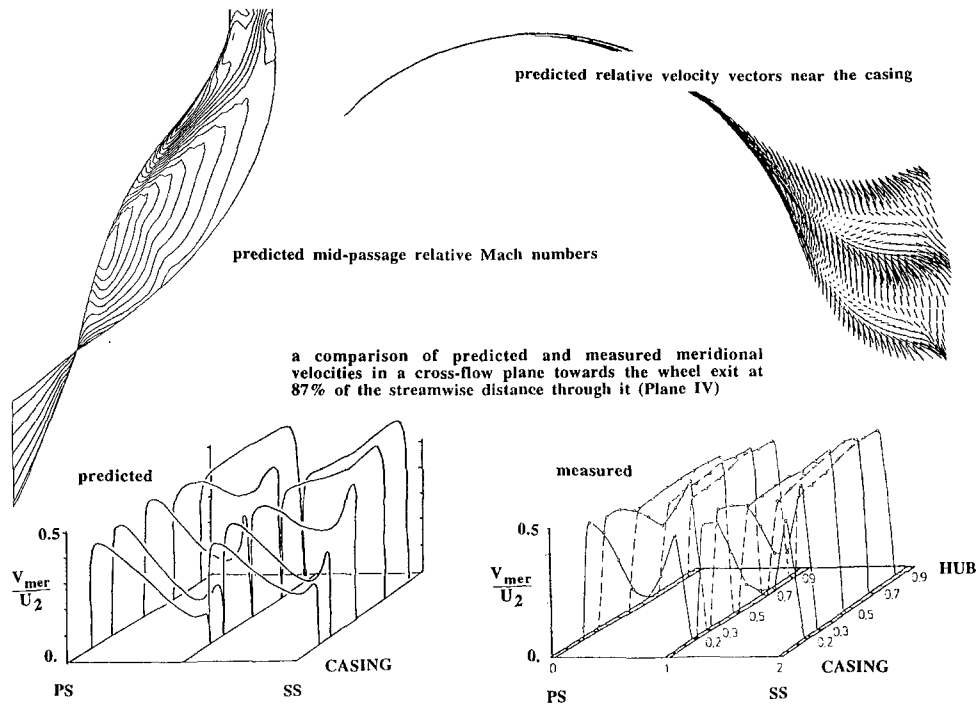 predicted relative velocity vectors near the casing
predicted mid-passage relative Mach numbers
a comparison of predicted and measured meridional
velocities in a cross-flow plane towards the wheel exit at
87% of the streamwise distance through it (Plane IV)
predicted
0.5
V_mer
U_2
0.
CASING
PS
SS
measured
0.5
V_mer
U_2
0.
0
1
2
0.2
0.3
0.5
0.7
0.9
0.2
0.3
0.5
0.7
0.9
HUB
CASING
PS
SS